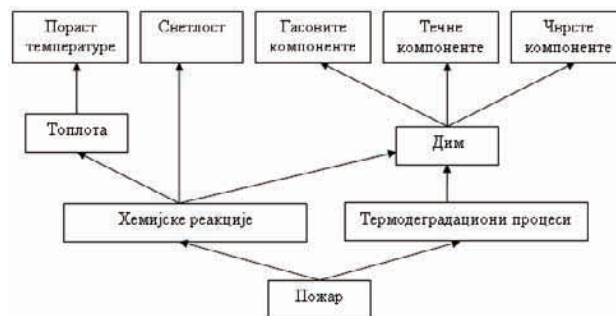 Пораст
температуре
Светлост
Гасовите
компоненте
Течне
компоненте
Чврсте
компоненте
Топлота
Дим
Хемијске реакције
Термодеградациони процеси
Пожар